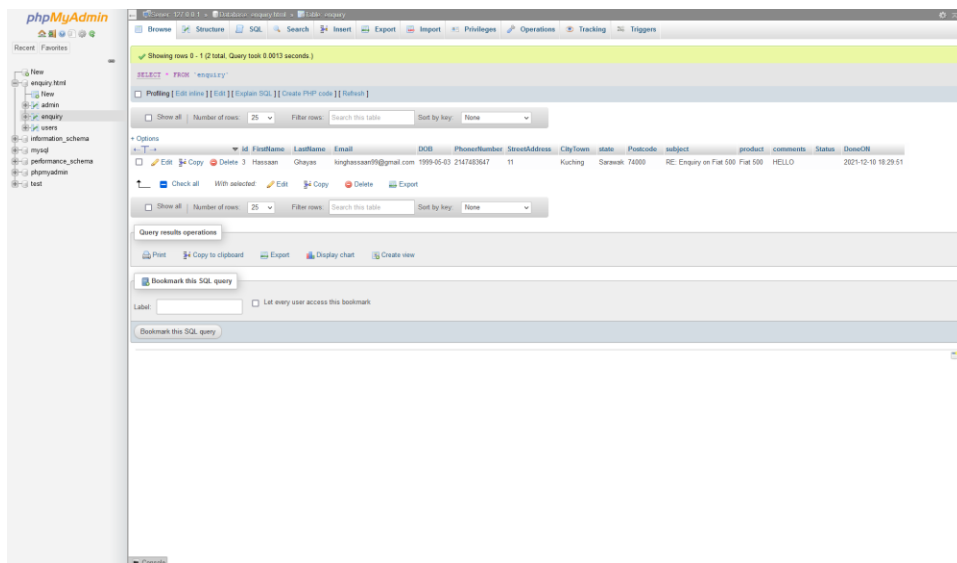 phpMyAdmin
Recent Favorites
New
enquiry.html
New
admin
enquiry
users
information_schema
mysql
performance_schema
phpmyadmin
test
Server: 127.0.0.1 » Database: enquiry.html » Table: enquiry
Browse Structure SQL Search Insert Export Import Privileges Operations Tracking Triggers
Showing rows 0 - 1 (2 total, Query took 0.0013 seconds.)
SELECT * FROM `enquiry`
Profiling [ Edit inline ] [ Edit ] [ Explain SQL ] [ Create PHP code ] [ Refresh ]
Show all | Number of rows: 25 Filter rows: Search this table Sort by key: None
+ Options
←T→ Id FirstName LastName Email DOB PhonerNumber StreetAddress CityTown state Postcode subject product comments Status DoneON
Edit Copy Delete 3 Hassaan Ghayas kinghassaan99@gmail.com 1999-05-03 2147483647 11 Kuching Sarawak 74000 RE: Enquiry on Fiat 500 Fiat 500 HELLO 2021-12-10 18:29:51
Check all With selected: Edit Copy Delete Export
Show all | Number of rows: 25 Filter rows: Search this table Sort by key: None
Query results operations
Print Copy to clipboard Export Display chart Create view
Bookmark this SQL query
Label: Let every user access this bookmark
Bookmark this SQL query
Console